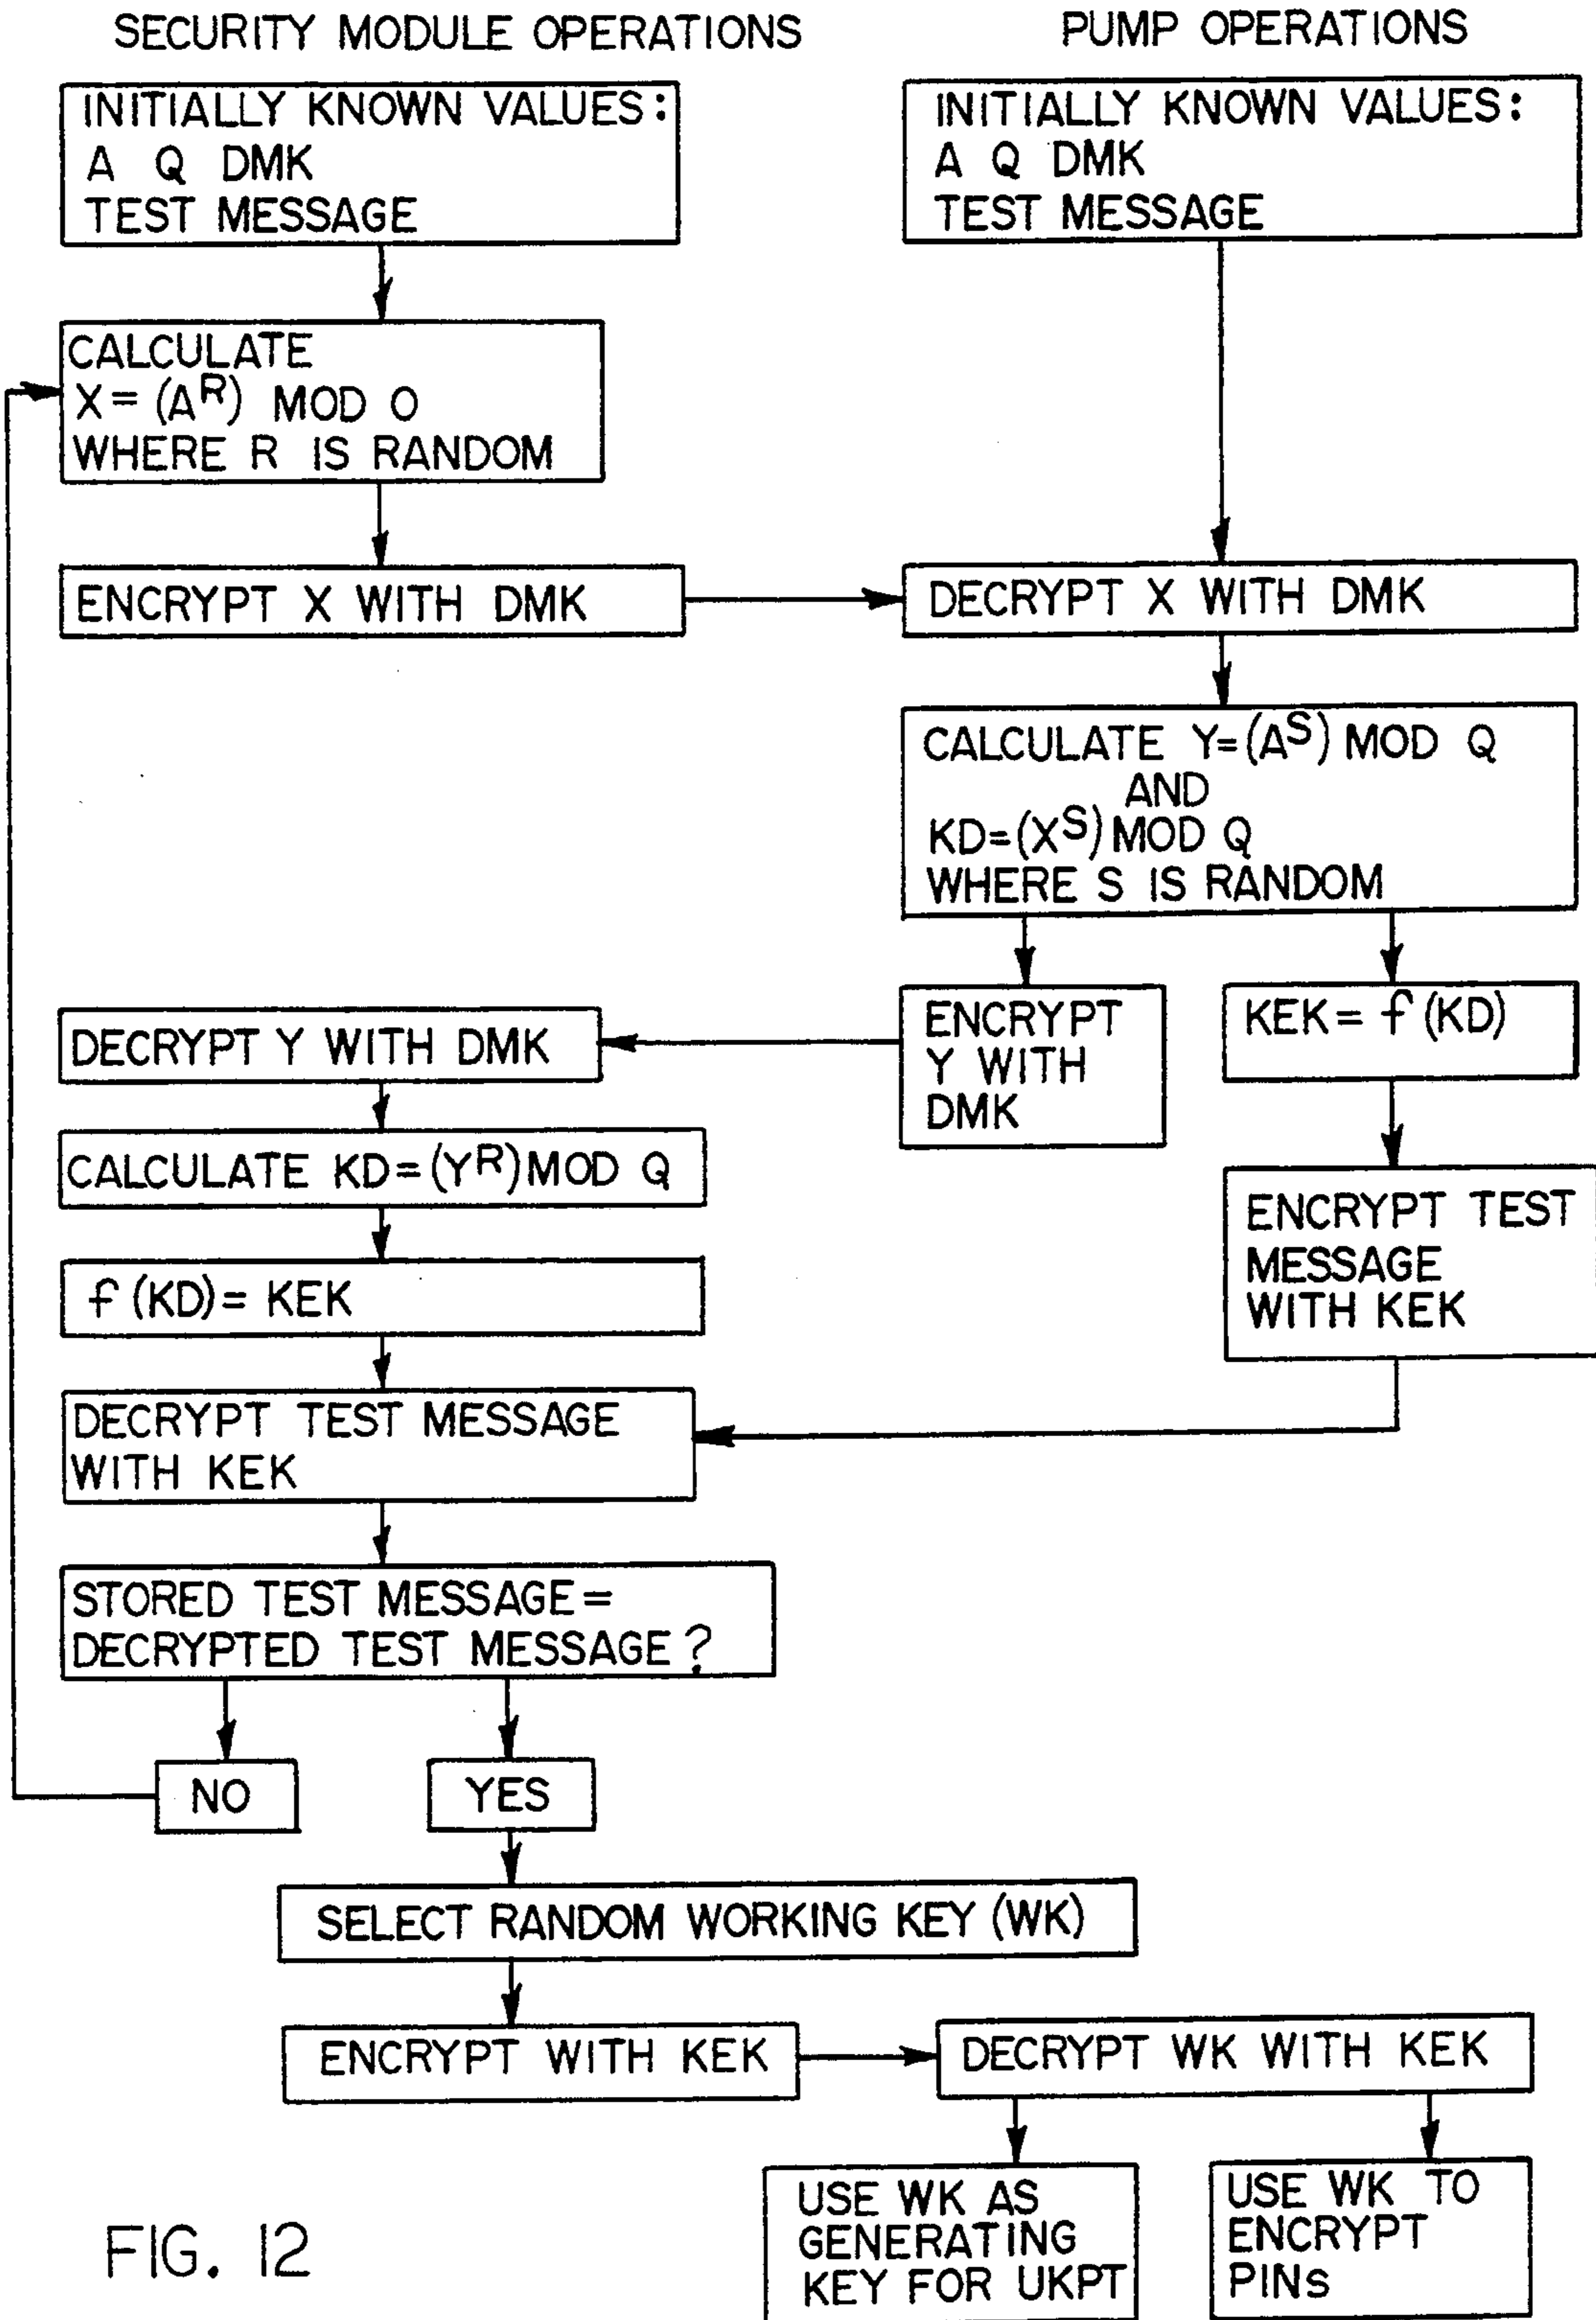 SECURITY MODULE OPERATIONS
PUMP OPERATIONS
INITIALLY KNOWN VALUES:
A Q DMK
TEST MESSAGE
INITIALLY KNOWN VALUES:
A Q DMK
TEST MESSAGE
CALCULATE
X = (A^R) MOD O
WHERE R IS RANDOM
ENCRYPT X WITH DMK
DECRYPT X WITH DMK
CALCULATE Y=(A^S) MOD Q
AND
KD=(X^S) MOD Q
WHERE S IS RANDOM
DECRYPT Y WITH DMK
ENCRYPT
Y WITH
DMK
KEK = f (KD)
CALCULATE KD=(Y^R) MOD Q
f (KD) = KEK
ENCRYPT TEST
MESSAGE
WITH KEK
DECRYPT TEST MESSAGE
WITH KEK
STORED TEST MESSAGE =
DECRYPTED TEST MESSAGE ?
NO
YES
SELECT RANDOM WORKING KEY (WK)
ENCRYPT WITH KEK
DECRYPT WK WITH KEK
USE WK AS
GENERATING
KEY FOR UKPT
USE WK TO
ENCRYPT
PINs
FIG. 12